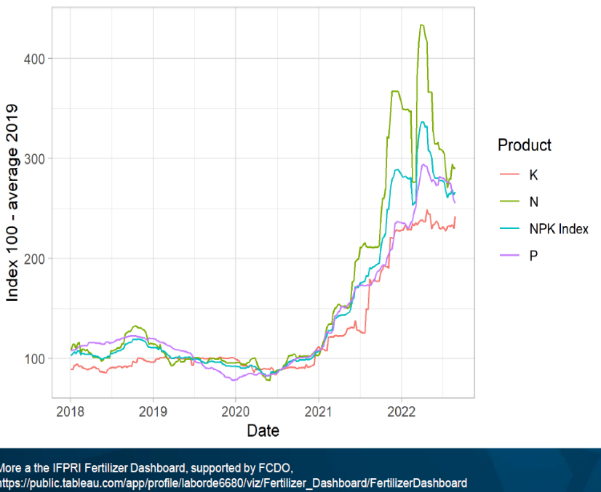 400
300
200
100
Index 100 - average 2019
2018 2019 2020 2021 2022
Date
Product
K
N
NPK Index
P
More a the IFPRI Fertilizer Dashboard, supported by FCDO,
https://public.tableau.com/app/profile/laborde6680/viz/Fertilizer_Dashboard/FertilizerDashboard